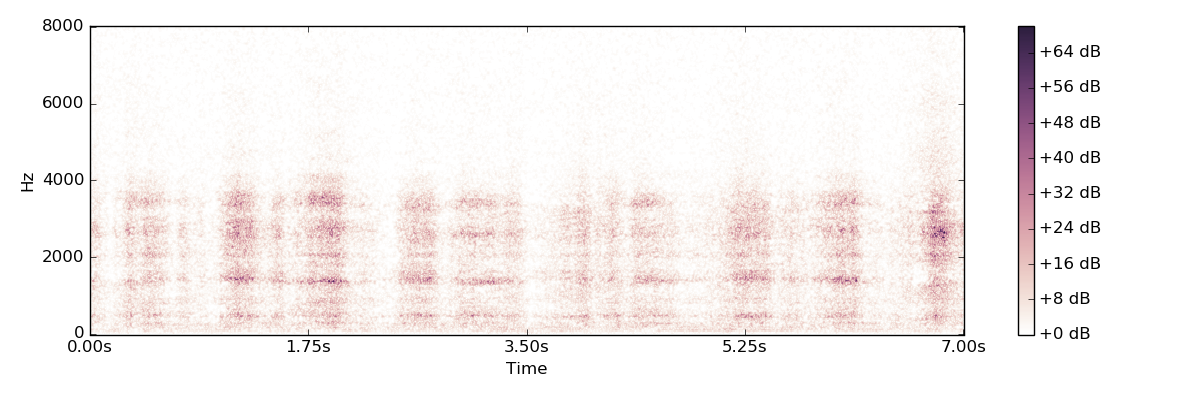 8000
6000
4000
2000
0
Hz
0.00s
1.75s
3.50s
5.25s
7.00s
Time
+64 dB
+56 dB
+48 dB
+40 dB
+32 dB
+24 dB
+16 dB
+8 dB
+0 dB